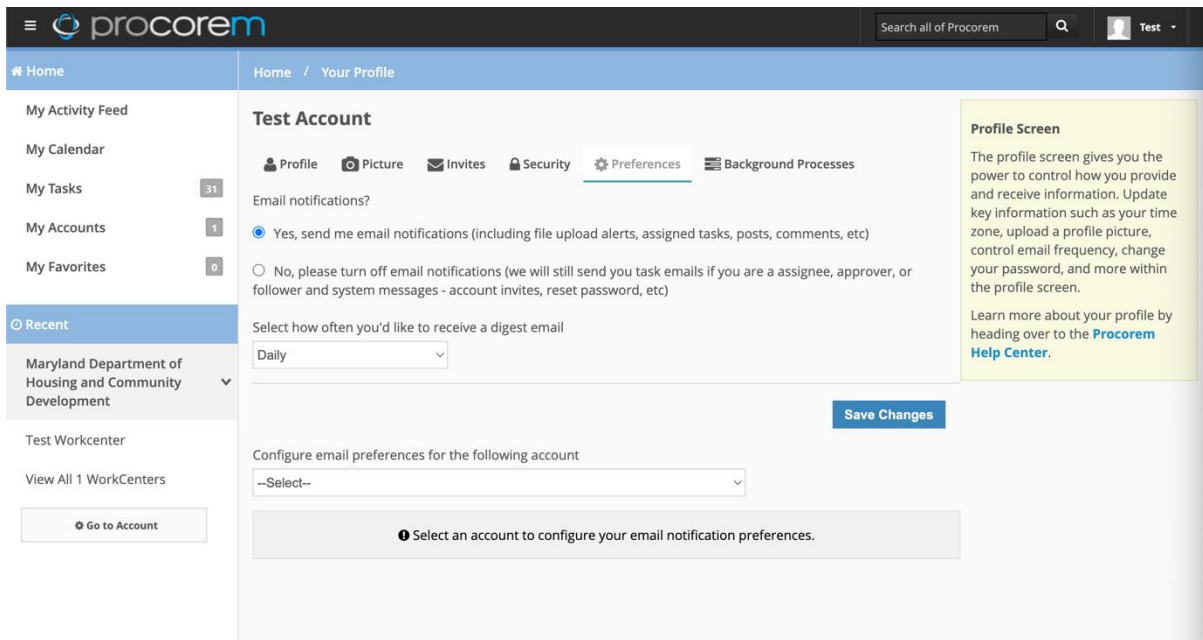 procorem
Search all of Procorem
Test
Home
My Activity Feed
My Calendar
My Tasks 31
My Accounts 1
My Favorites 0
Recent
Maryland Department of
Housing and Community
Development
Test Workcenter
View All 1 WorkCenters
Go to Account
Home / Your Profile
Test Account
Profile Picture Invites Security Preferences Background Processes
Email notifications?
Yes, send me email notifications (including file upload alerts, assigned tasks, posts, comments, etc)
No, please turn off email notifications (we will still send you task emails if you are a assignee, approver, or
follower and system messages - account invites, reset password, etc)
Select how often you'd like to receive a digest email
Daily
Save Changes
Configure email preferences for the following account
--Select--
Select an account to configure your email notification preferences.
Profile Screen
The profile screen gives you the
power to control how you provide
and receive information. Update
key information such as your time
zone, upload a profile picture,
control email frequency, change
your password, and more within
the profile screen.
Learn more about your profile by
heading over to the Procorem
Help Center.